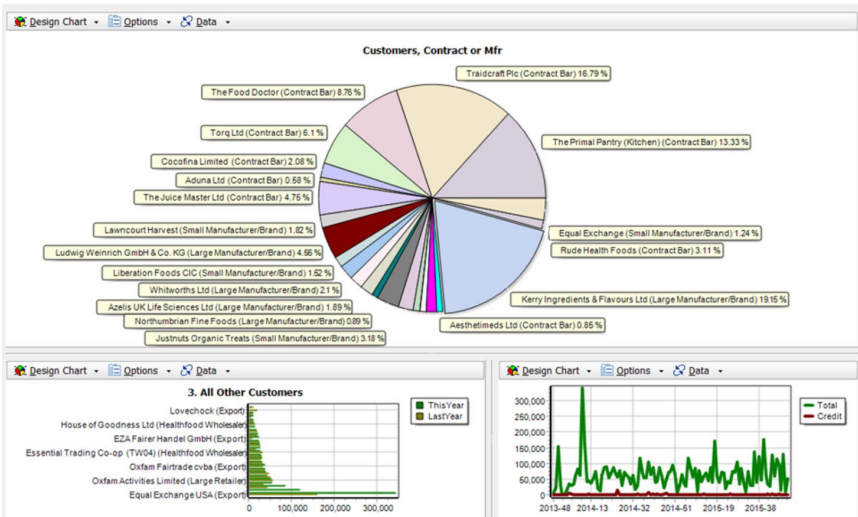 Design Chart Options Data
Customers, Contract or Mfr
Traidcraft Plc (Contract Bar) 16.79 %
The Food Doctor (Contract Bar) 8.76 %
Torq Ltd (Contract Bar) 6.1 %
The Primal Pantry (Kitchen) (Contract Bar) 13.33 %
Cocofina Limited (Contract Bar) 2.08 %
Aduna Ltd (Contract Bar) 0.58 %
The Juice Master Ltd (Contract Bar) 4.75 %
Lawncourt Harvest (Small Manufacturer/Brand) 1.82 %
Equal Exchange (Small Manufacturer/Brand) 1.24 %
Rude Health Foods (Contract Bar) 3.11 %
Ludwig Weinrich GmbH & Co. KG (Large Manufacturer/Brand) 4.56 %
Liberation Foods CIC (Small Manufacturer/Brand) 1.52 %
Whitworths Ltd (Large Manufacturer/Brand) 2.1 %
Kerry Ingredients & Flavours Ltd (Large Manufacturer/Brand) 19.15 %
Azelis UK Life Sciences Ltd (Large Manufacturer/Brand) 1.89 %
Northumbrian Fine Foods (Large Manufacturer/Brand) 0.89 %
Aesthetimeds Ltd (Contract Bar) 0.85 %
Justnuts Organic Treats (Small Manufacturer/Brand) 3.18 %
Design Chart Options Data
3. All Other Customers
ThisYear
LastYear
Lovechock (Export)
House of Goodness Ltd (Healthfood Wholesaler)
EZA Fairer Handel GmbH (Export)
Essential Trading Co-op (TW04) (Healthfood Wholesaler)
Oxfam Fairtrade cvba (Export)
Oxfam Activities Limited (Large Retailer)
Equal Exchange USA (Export)
0 100,000 200,000 300,000
Design Chart Options Data
300,000
250,000
200,000
150,000
100,000
50,000
0
Total
Credit
2013-48 2014-13 2014-32 2014-51 2015-19 2015-38